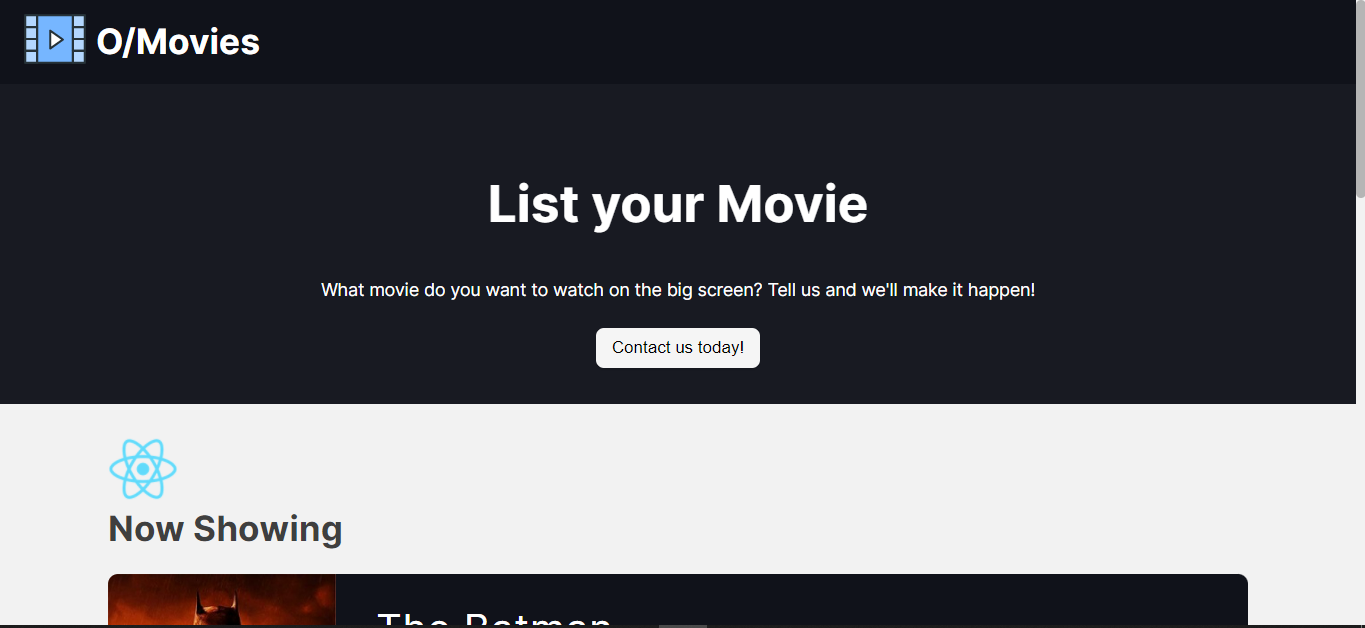 O/Movies
List your Movie
What movie do you want to watch on the big screen? Tell us and we'll make it happen!
Contact us today!
Now Showing
The Batman